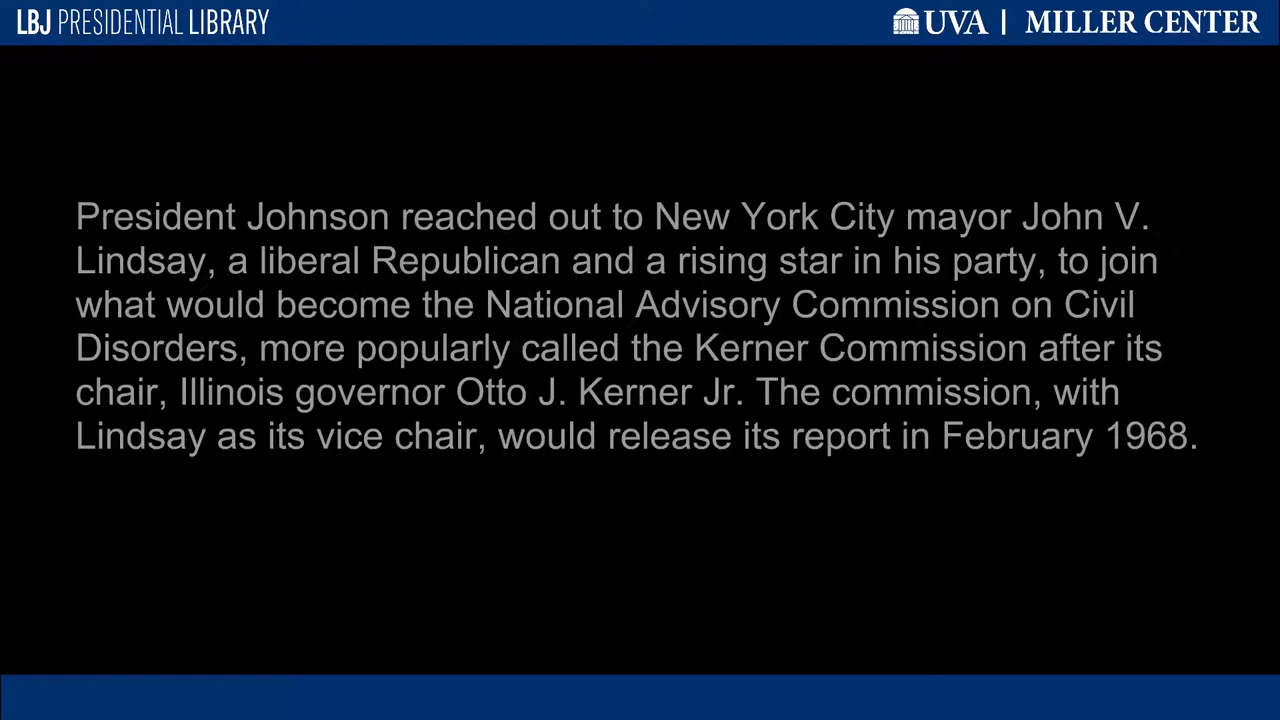 LBJ PRESIDENTIAL LIBRARY
UVA | MILLER CENTER
President Johnson reached out to New York City mayor John V.
Lindsay, a liberal Republican and a rising star in his party, to join
what would become the National Advisory Commission on Civil
Disorders, more popularly called the Kerner Commission after its
chair, Illinois governor Otto J. Kerner Jr. The commission, with
Lindsay as its vice chair, would release its report in February 1968.